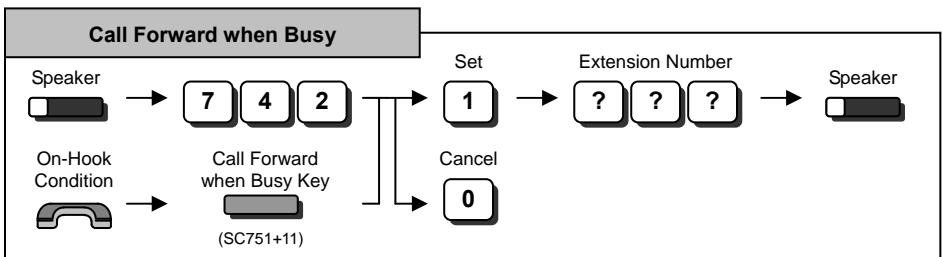 Call Forward when Busy
Speaker
7 4 2
Set
1
Extension Number
? ? ?
Speaker
On-Hook
Condition
Call Forward
when Busy Key
(SC751+11)
Cancel
0